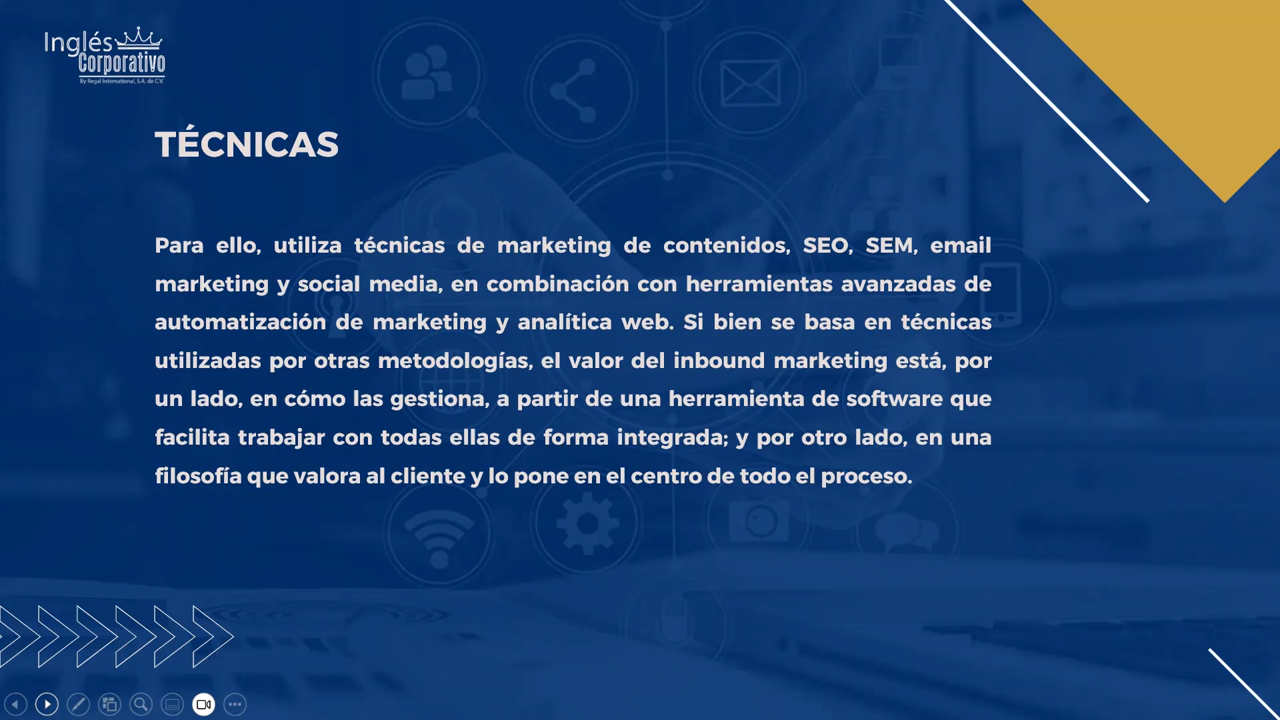 Inglés
Corporativo
By Regal International, S.A. de C.V.
TÉCNICAS
Para ello, utiliza técnicas de marketing de contenidos, SEO, SEM, email
marketing y social media, en combinación con herramientas avanzadas de
automatización de marketing y analítica web. Si bien se basa en técnicas
utilizadas por otras metodologías, el valor del inbound marketing está, por
un lado, en cómo las gestiona, a partir de una herramienta de software que
facilita trabajar con todas ellas de forma integrada; y por otro lado, en una
filosofía que valora al cliente y lo pone en el centro de todo el proceso.